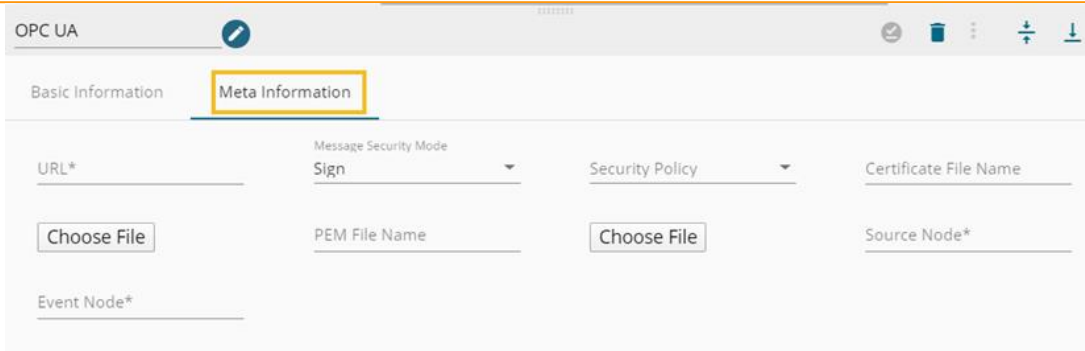 OPC UA
Basic Information Meta Information
Message Security Mode
URL* Sign Security Policy Certificate File Name
Choose File PEM File Name Choose File Source Node*
Event Node*